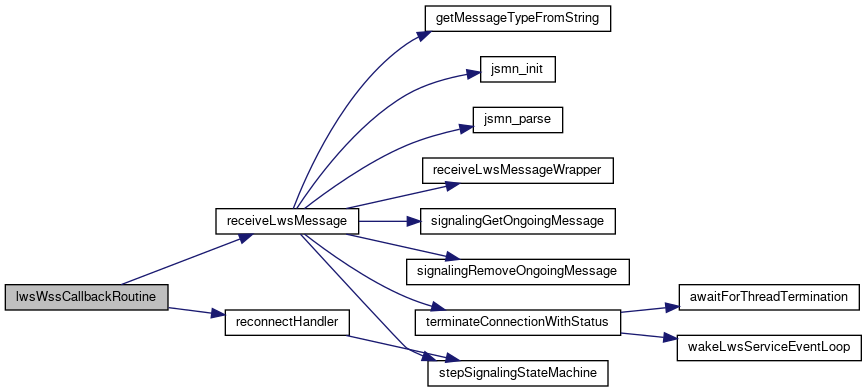 getMessageTypeFromString
jsmn_init
jsmn_parse
receiveLwsMessageWrapper
receiveLwsMessage
signalingGetOngoingMessage
signalingRemoveOngoingMessage
lwsWssCallbackRoutine
awaitForThreadTermination
reconnectHandler
terminateConnectionWithStatus
wakeLwsServiceEventLoop
stepSignalingStateMachine